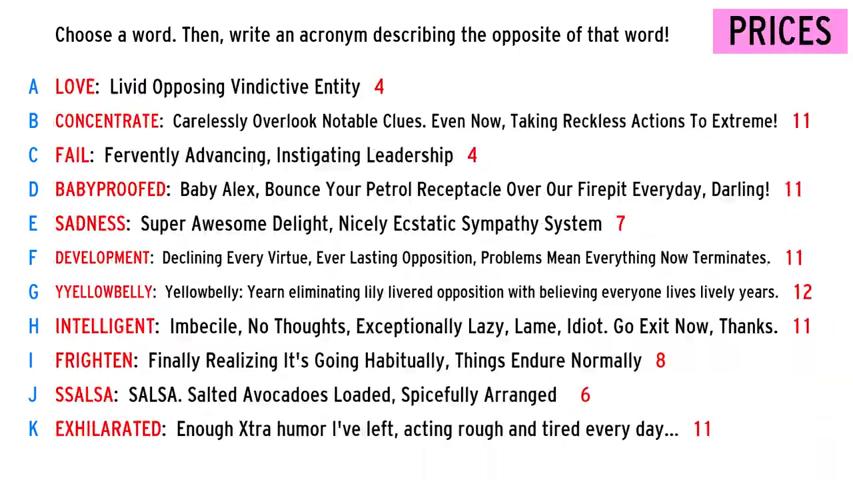 Choose a word. Then, write an acronym describing the opposite of that word!
PRICES
A LOVE: Livid Opposing Vindictive Entity 4
B CONCENTRATE: Carelessly Overlook Notable Clues. Even Now, Taking Reckless Actions To Extreme! 11
C FAIL: Fervently Advancing, Instigating Leadership 4
D BABYPROOFED: Baby Alex, Bounce Your Petrol Receptacle Over Our Firepit Everyday, Darling! 11
E SADNESS: Super Awesome Delight, Nicely Ecstatic Sympathy System 7
F DEVELOPMENT: Declining Every Virtue, Ever Lasting Opposition, Problems Mean Everything Now Terminates. 11
G YYELLOWBELLY: Yellowbelly: Yearn eliminating lily livered opposition with believing everyone lives lively years. 12
H INTELLIGENT: Imbecile, No Thoughts, Exceptionally Lazy, Lame, Idiot. Go Exit Now, Thanks. 11
I FRIGHTEN: Finally Realizing It's Going Habitually, Things Endure Normally 8
J SSALSA: SALSA. Salted Avocadoes Loaded, Spicefully Arranged 6
K EXHILARATED: Enough Xtra humor I've left, acting rough and tired every day... 11